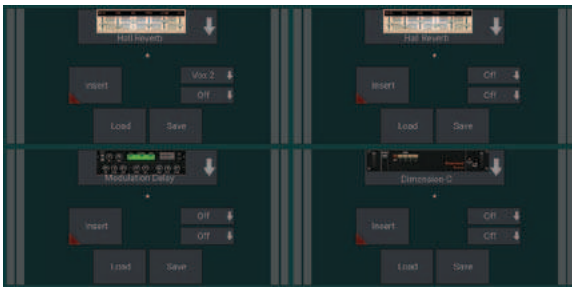 Hall Reverb
Hall Reverb
Insert
Mix 2
Insert
Off
Off
Off
Load
Save
Load
Save
Modulation Delay
Dimension C
Insert
Off
Insert
Off
Off
Off
Load
Save
Load
Save